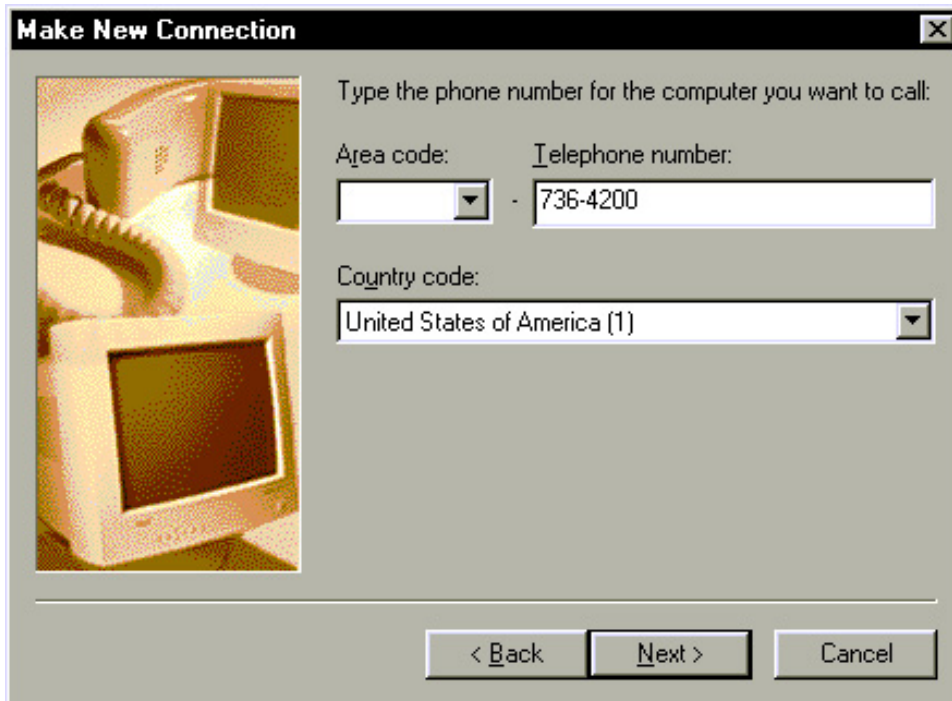 Make New Connection
Type the phone number for the computer you want to call:
Area code: Telephone number:
- 736-4200
Country code:
United States of America (1)
< Back Next > Cancel